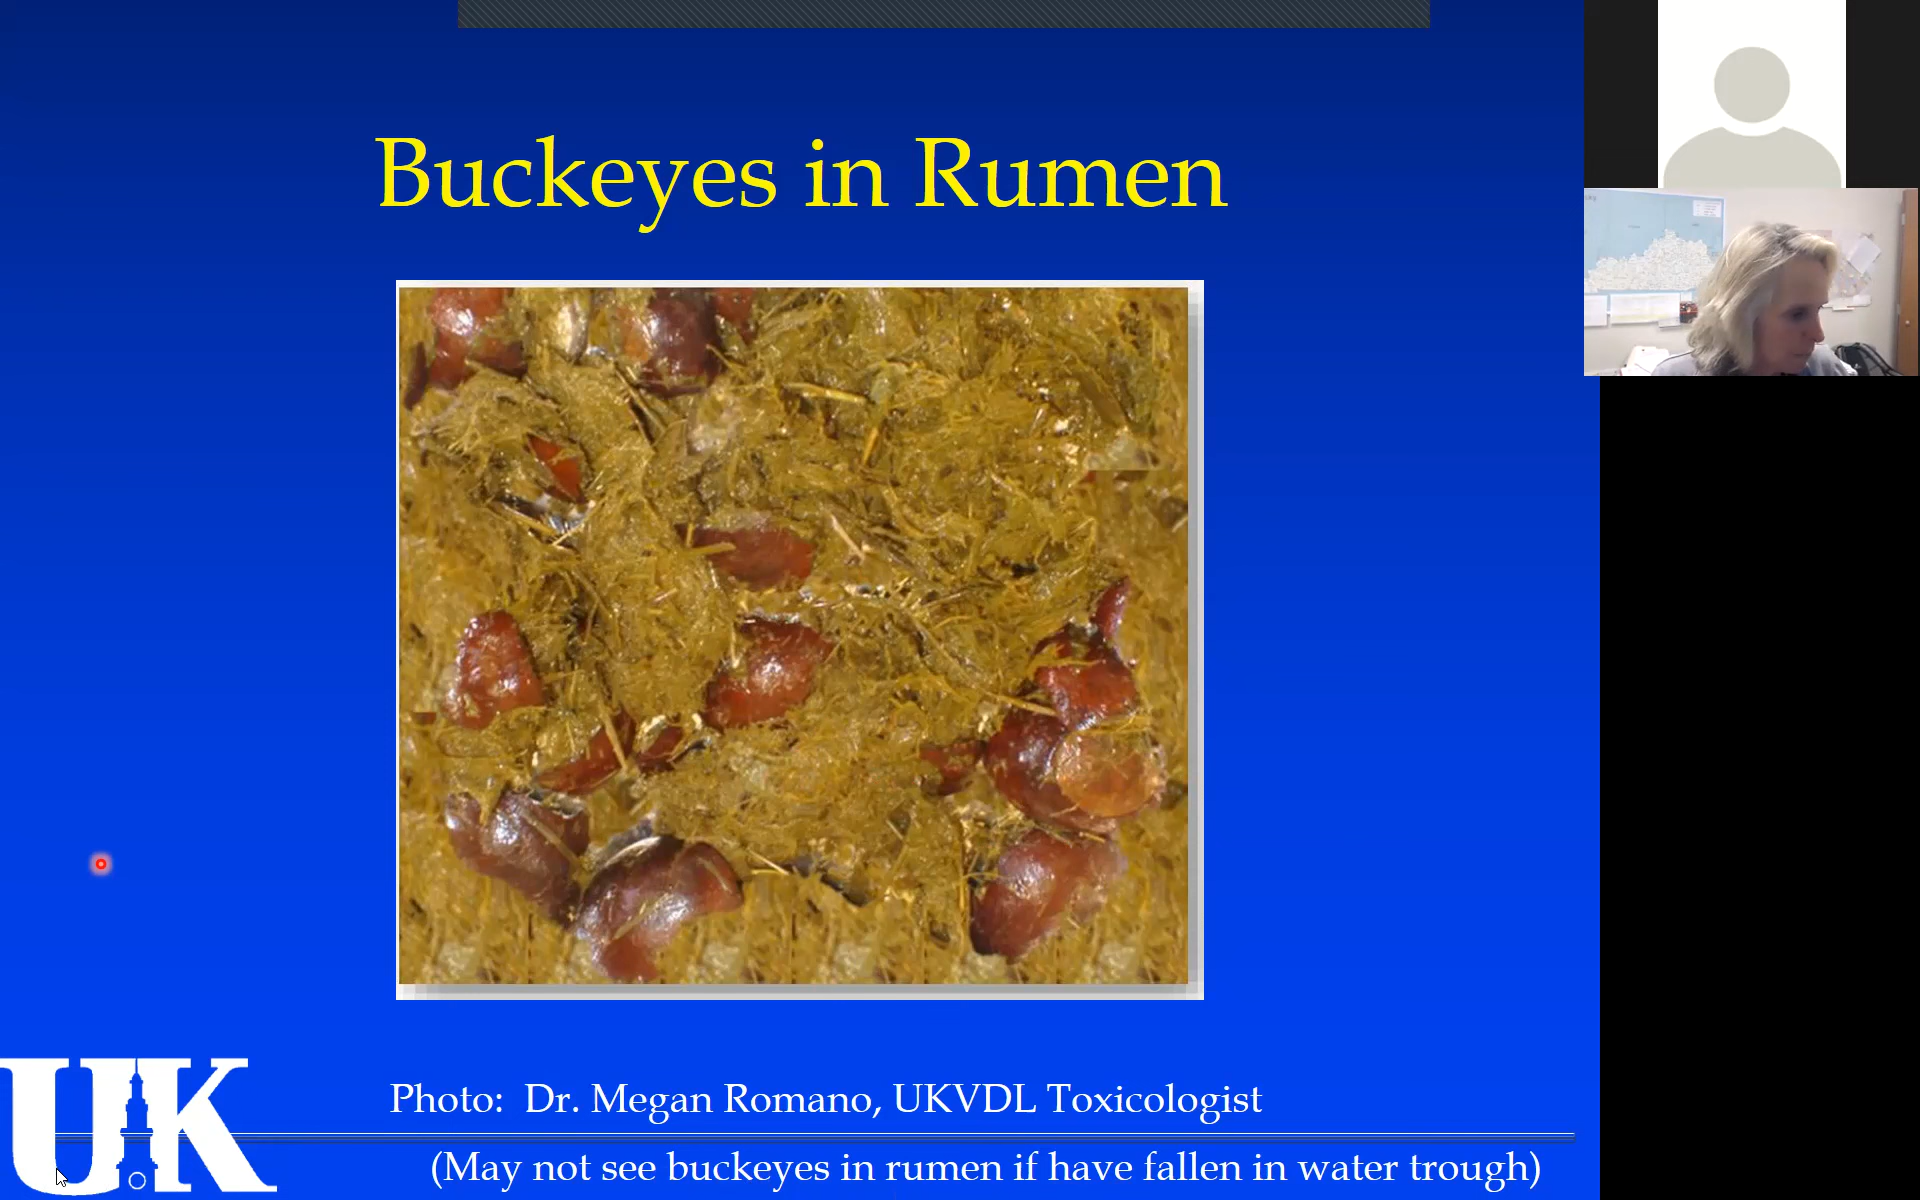 Buckeyes in Rumen
Photo: Dr. Megan Romano, UKVDL Toxicologist
UK
(May not see buckeyes in rumen if have fallen in water trough)